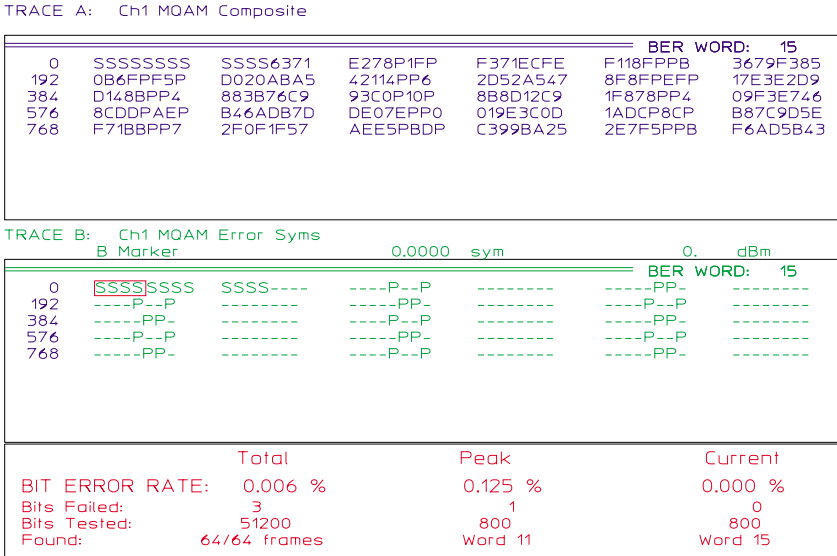 TRACE A: Ch1 MQAM Composite
BER WORD: 15
0 SSSSSSSS SSSS6371 E278P1FP F371ECFE F118FPPB 3679F385
192 0B6FPF5P D020ABA5 42114PP6 2D52A547 8F8FPEFP 17E3E2D9
384 D148BPP4 883B76C9 93C0P10P 8B8D12C9 1F878PP4 09F3E746
576 8CDDPAEP B46ADB7D DE07EPP0 019E3C0D 1ADCP8CP B87C9D5E
768 F71BBPP7 2F0F1F57 AEE5PBDP C399BA25 2E7F5PPB F6AD5B43
TRACE B: Ch1 MQAM Error Syms
B Marker 0.0000 sym 0. dBm
BER WORD: 15
0 SSSSSSSS SSSS---- ----P--P -------- -----PP- --------
192 ----P--P -------- -----PP- -------- ----P--P --------
384 -----PP- -------- ----P--P -------- -----PP- --------
576 ----P--P -------- -----PP- -------- ----P--P --------
768 -----PP- -------- ----P--P -------- -----PP- --------
Total Peak Current
BIT ERROR RATE: 0.006 % 0.125 % 0.000 %
Bits Failed: 3 1 0
Bits Tested: 51200 800 800
Found: 64/64 frames Word 11 Word 15